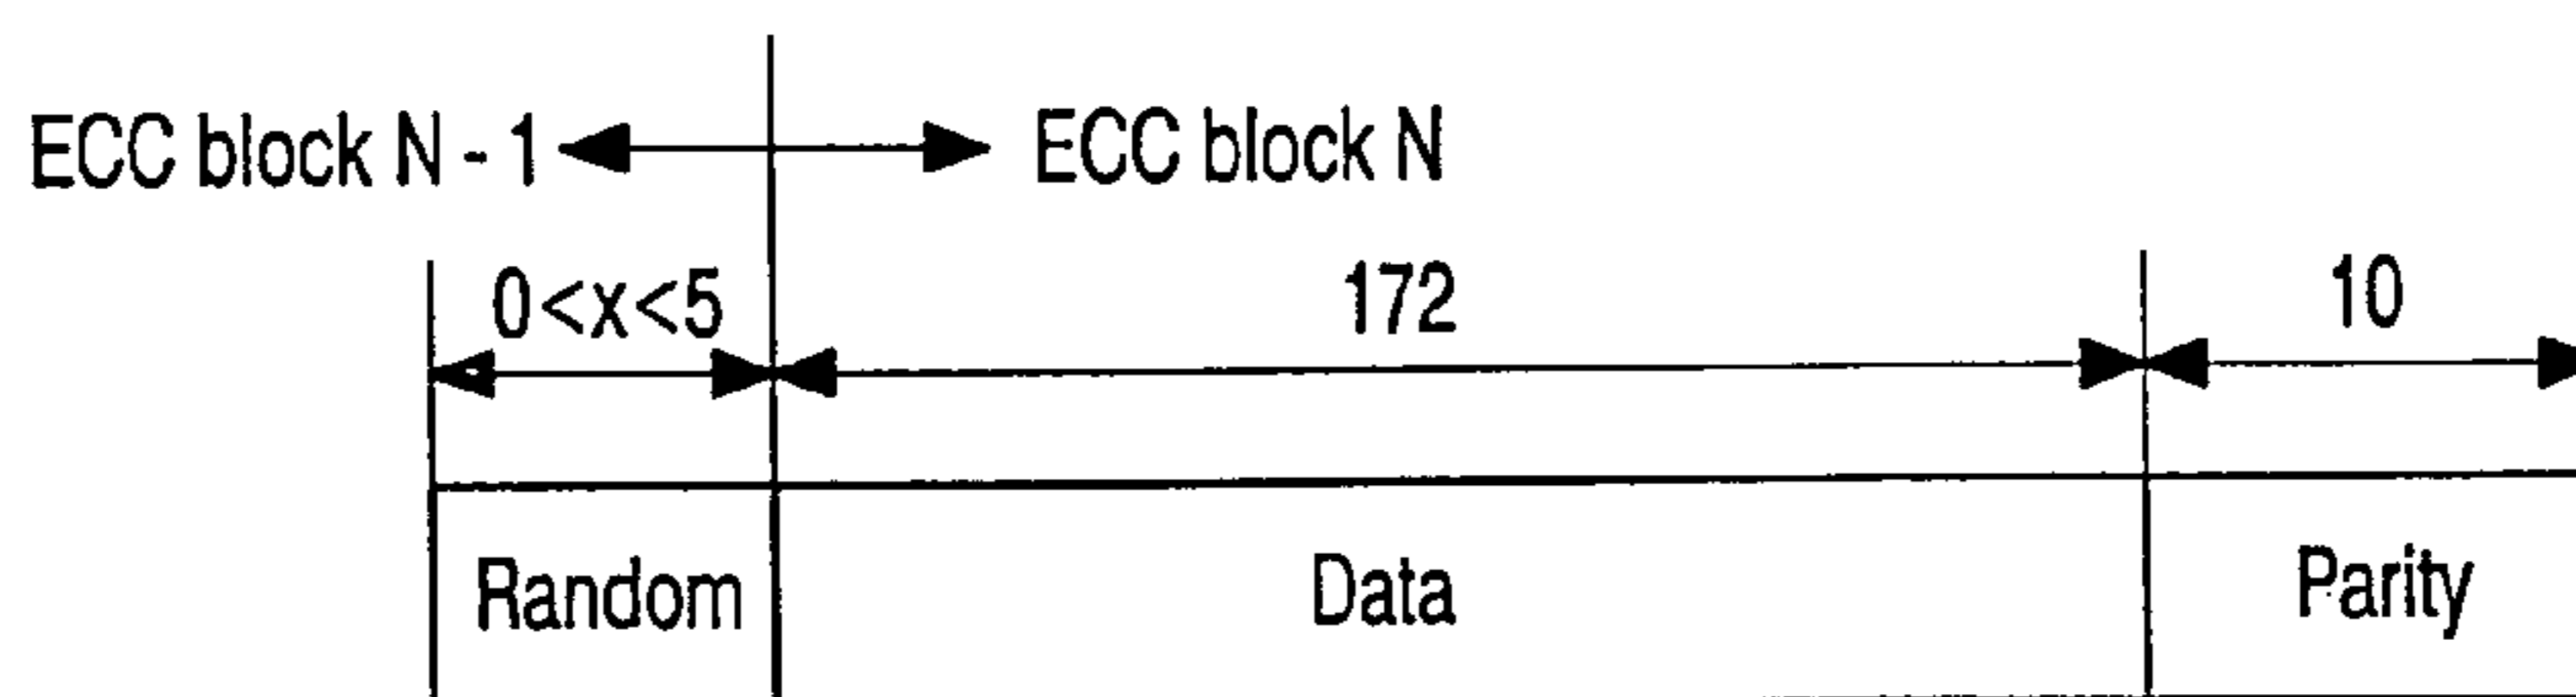 ECC block N - 1 ECC block N
0<x<5 172 10
Random Data Parity